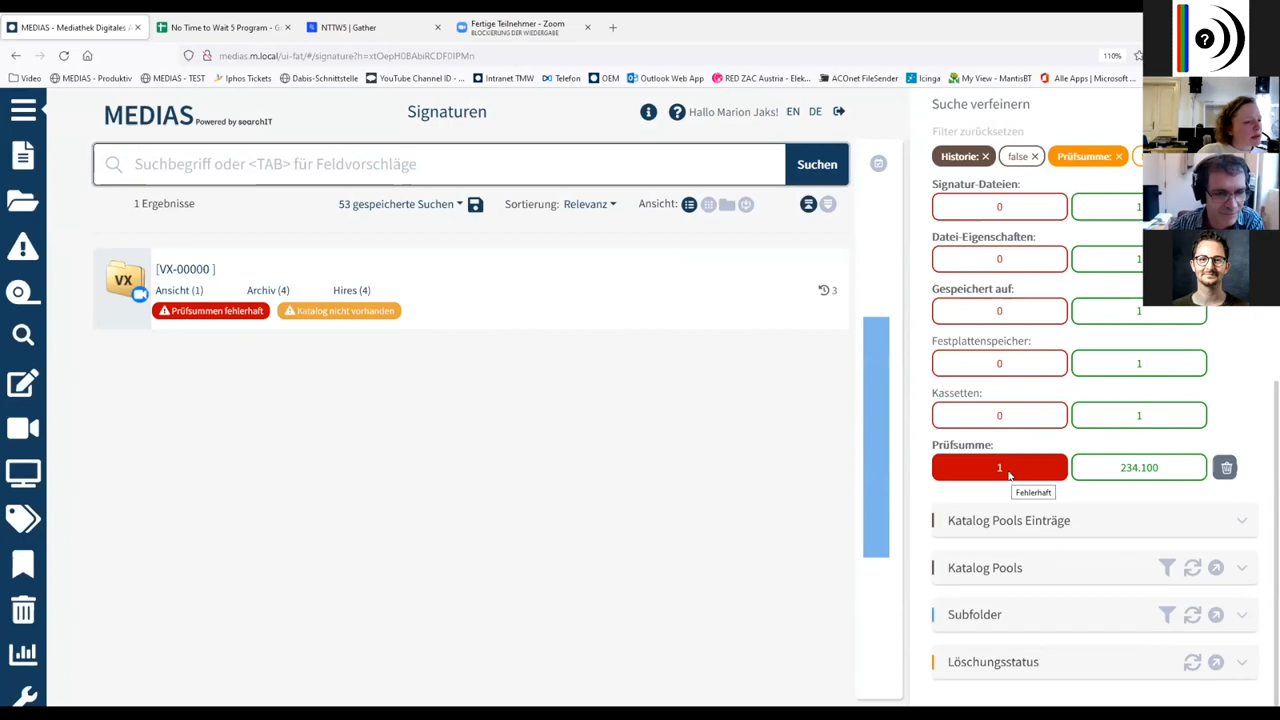 MEDIAS - Mediathek Digitales A
No Time to Wait 5 Program - G
NTTW5 | Gather
Fertige Teilnehmer - Zoom
BLOCKIERUNG DER WIEDERGABE
medias.m.local/ui-fat/#/signature?h=xtOepH0BAbiRCDF0IPMn
110%
Video
MEDIAS - Produktiv
MEDIAS - TEST
Iphos Tickets
Dabis-Schnittstelle
YouTube Channel ID -...
Intranet TMW
Telefon
OEM
Outlook Web App
RED ZAC Austria - Elek...
ACOnet FileSender
Icinga
My View - MantisBT
Alle Apps | Microsoft ...
MEDIAS Powered by searchIT
Signaturen
Hallo Marion Jaks!
EN
DE
Suchbegriff oder <TAB> für Feldvorschläge
Suchen
1 Ergebnisse
53 gespeicherte Suchen
Sortierung: Relevanz
Ansicht:
VX
[VX-00000 ]
Ansicht (1)
Archiv (4)
Hires (4)
3
Prüfsummen fehlerhaft
Katalog nicht vorhanden
Suche verfeinern
Filter zurücksetzen
Historie: ×
false ×
Prüfsumme: ×
Signatur-Dateien:
0
1
Datei-Eigenschaften:
0
1
Gespeichert auf:
0
1
Festplattenspeicher:
0
1
Kassetten:
0
1
Prüfsumme:
1
234.100
Fehlerhaft
Katalog Pools Einträge
Katalog Pools
Subfolder
Löschungsstatus
?